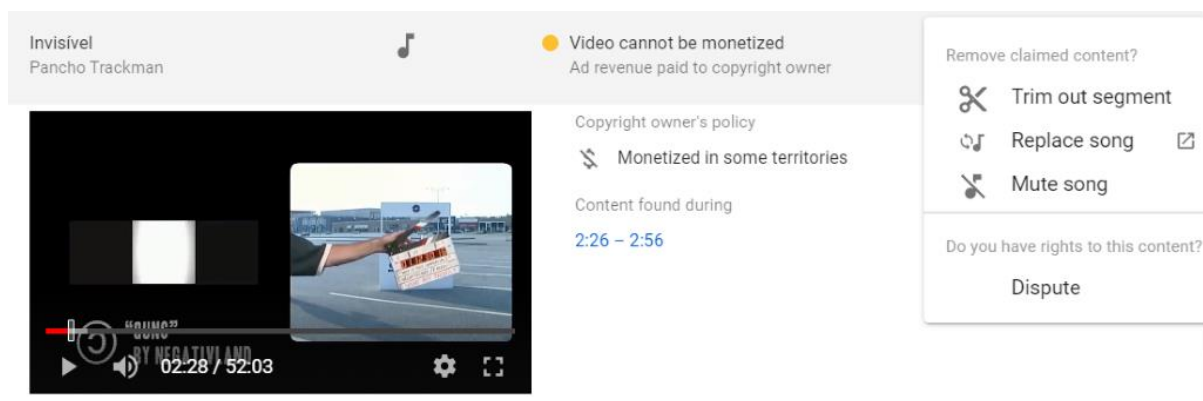 Invisível
Pancho Trackman
Video cannot be monetized
Ad revenue paid to copyright owner
Copyright owner's policy
Monetized in some territories
Content found during
2:26 – 2:56
"GUNS"
BY NEGATIVLAND
02:28 / 52:03
Remove claimed content?
Trim out segment
Replace song
Mute song
Do you have rights to this content?
Dispute